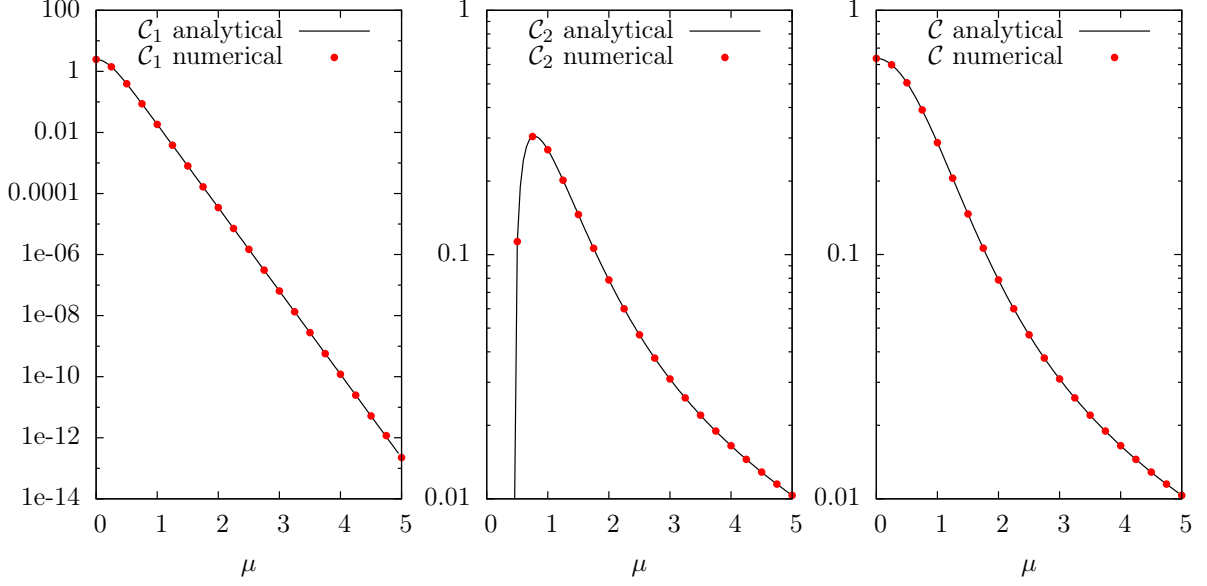 100
1
0.01
0.0001
1e-06
1e-08
1e-10
1e-12
1e-14
0 1 2 3 4 5
μ
𝒞₁ analytical
𝒞₁ numerical
1
0.1
0.01
0 1 2 3 4 5
μ
𝒞₂ analytical
𝒞₂ numerical
1
0.1
0.01
0 1 2 3 4 5
μ
𝒞 analytical
𝒞 numerical